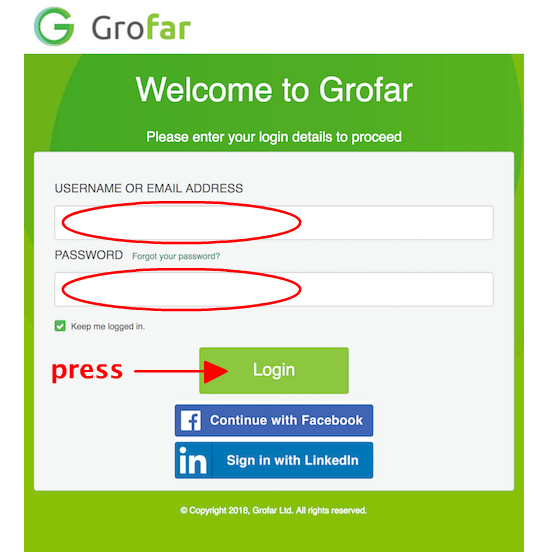 Grofar
Welcome to Grofar
Please enter your login details to proceed
USERNAME OR EMAIL ADDRESS
PASSWORD Forgot your password?
Keep me logged in.
press Login
Continue with Facebook
in Sign in with LinkedIn
© Copyright 2018, Grofar Ltd. All rights reserved.